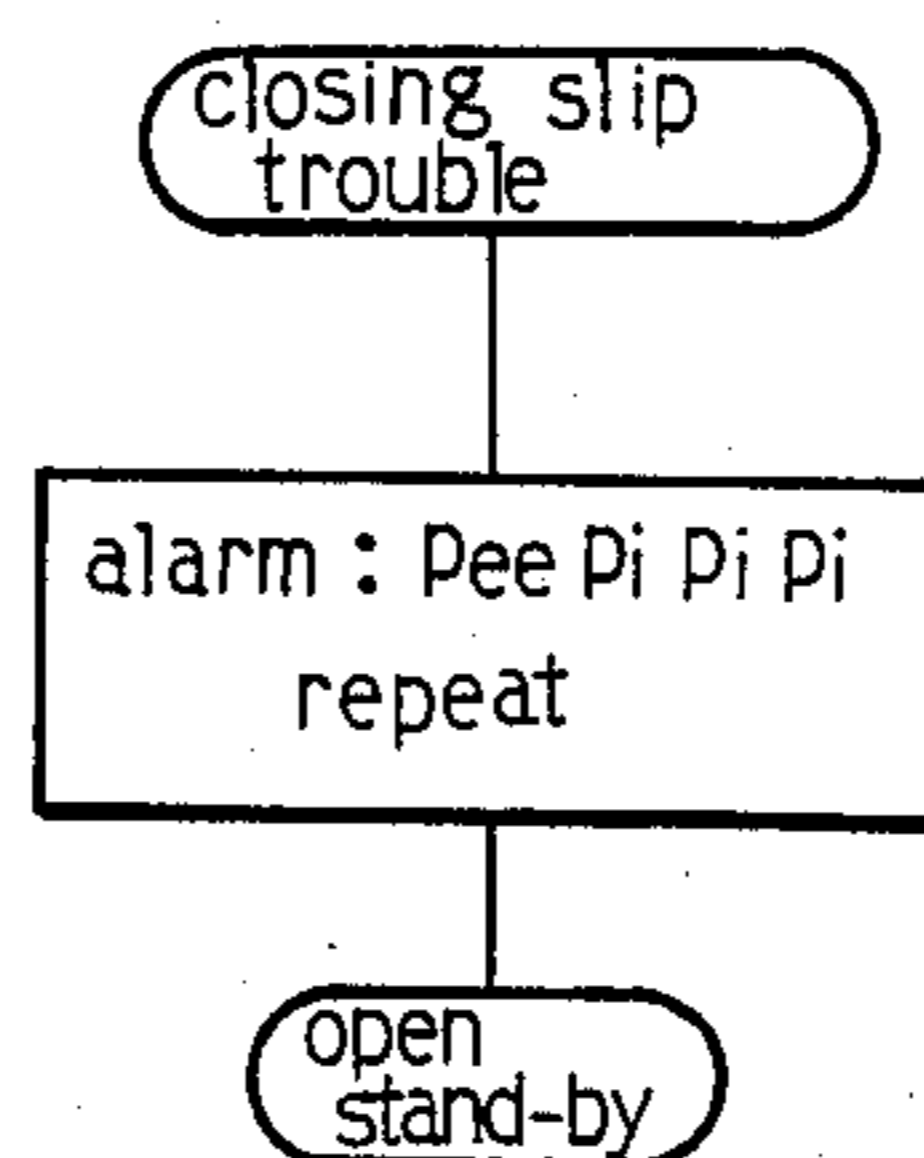 closing slip
trouble
alarm : Pee Pi Pi Pi
repeat
open
stand-by